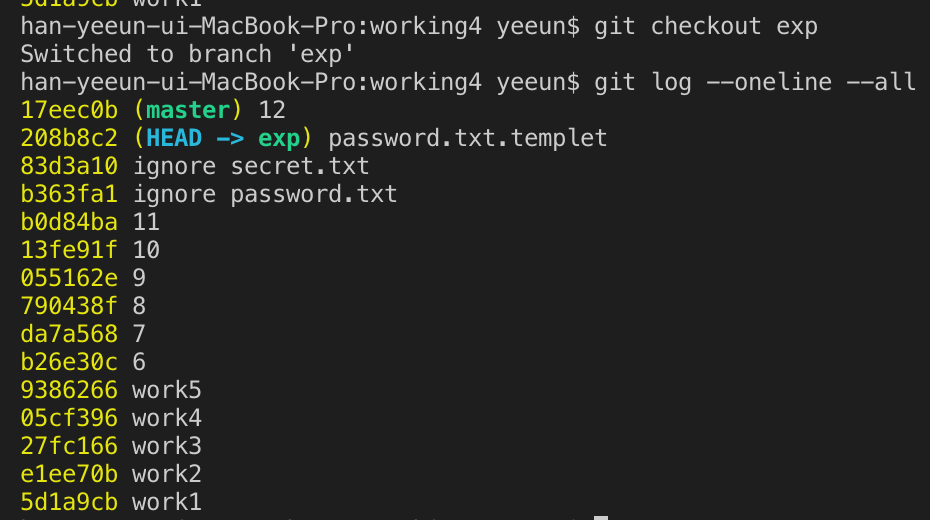 5d1a9cb work1
han-yeeun-ui-MacBook-Pro:working4 yeeun$ git checkout exp
Switched to branch 'exp'
han-yeeun-ui-MacBook-Pro:working4 yeeun$ git log --oneline --all
17eec0b (master) 12
208b8c2 (HEAD -> exp) password.txt.templet
83d3a10 ignore secret.txt
b363fa1 ignore password.txt
b0d84ba 11
13fe91f 10
055162e 9
790438f 8
da7a568 7
b26e30c 6
9386266 work5
05cf396 work4
27fc166 work3
e1ee70b work2
5d1a9cb work1